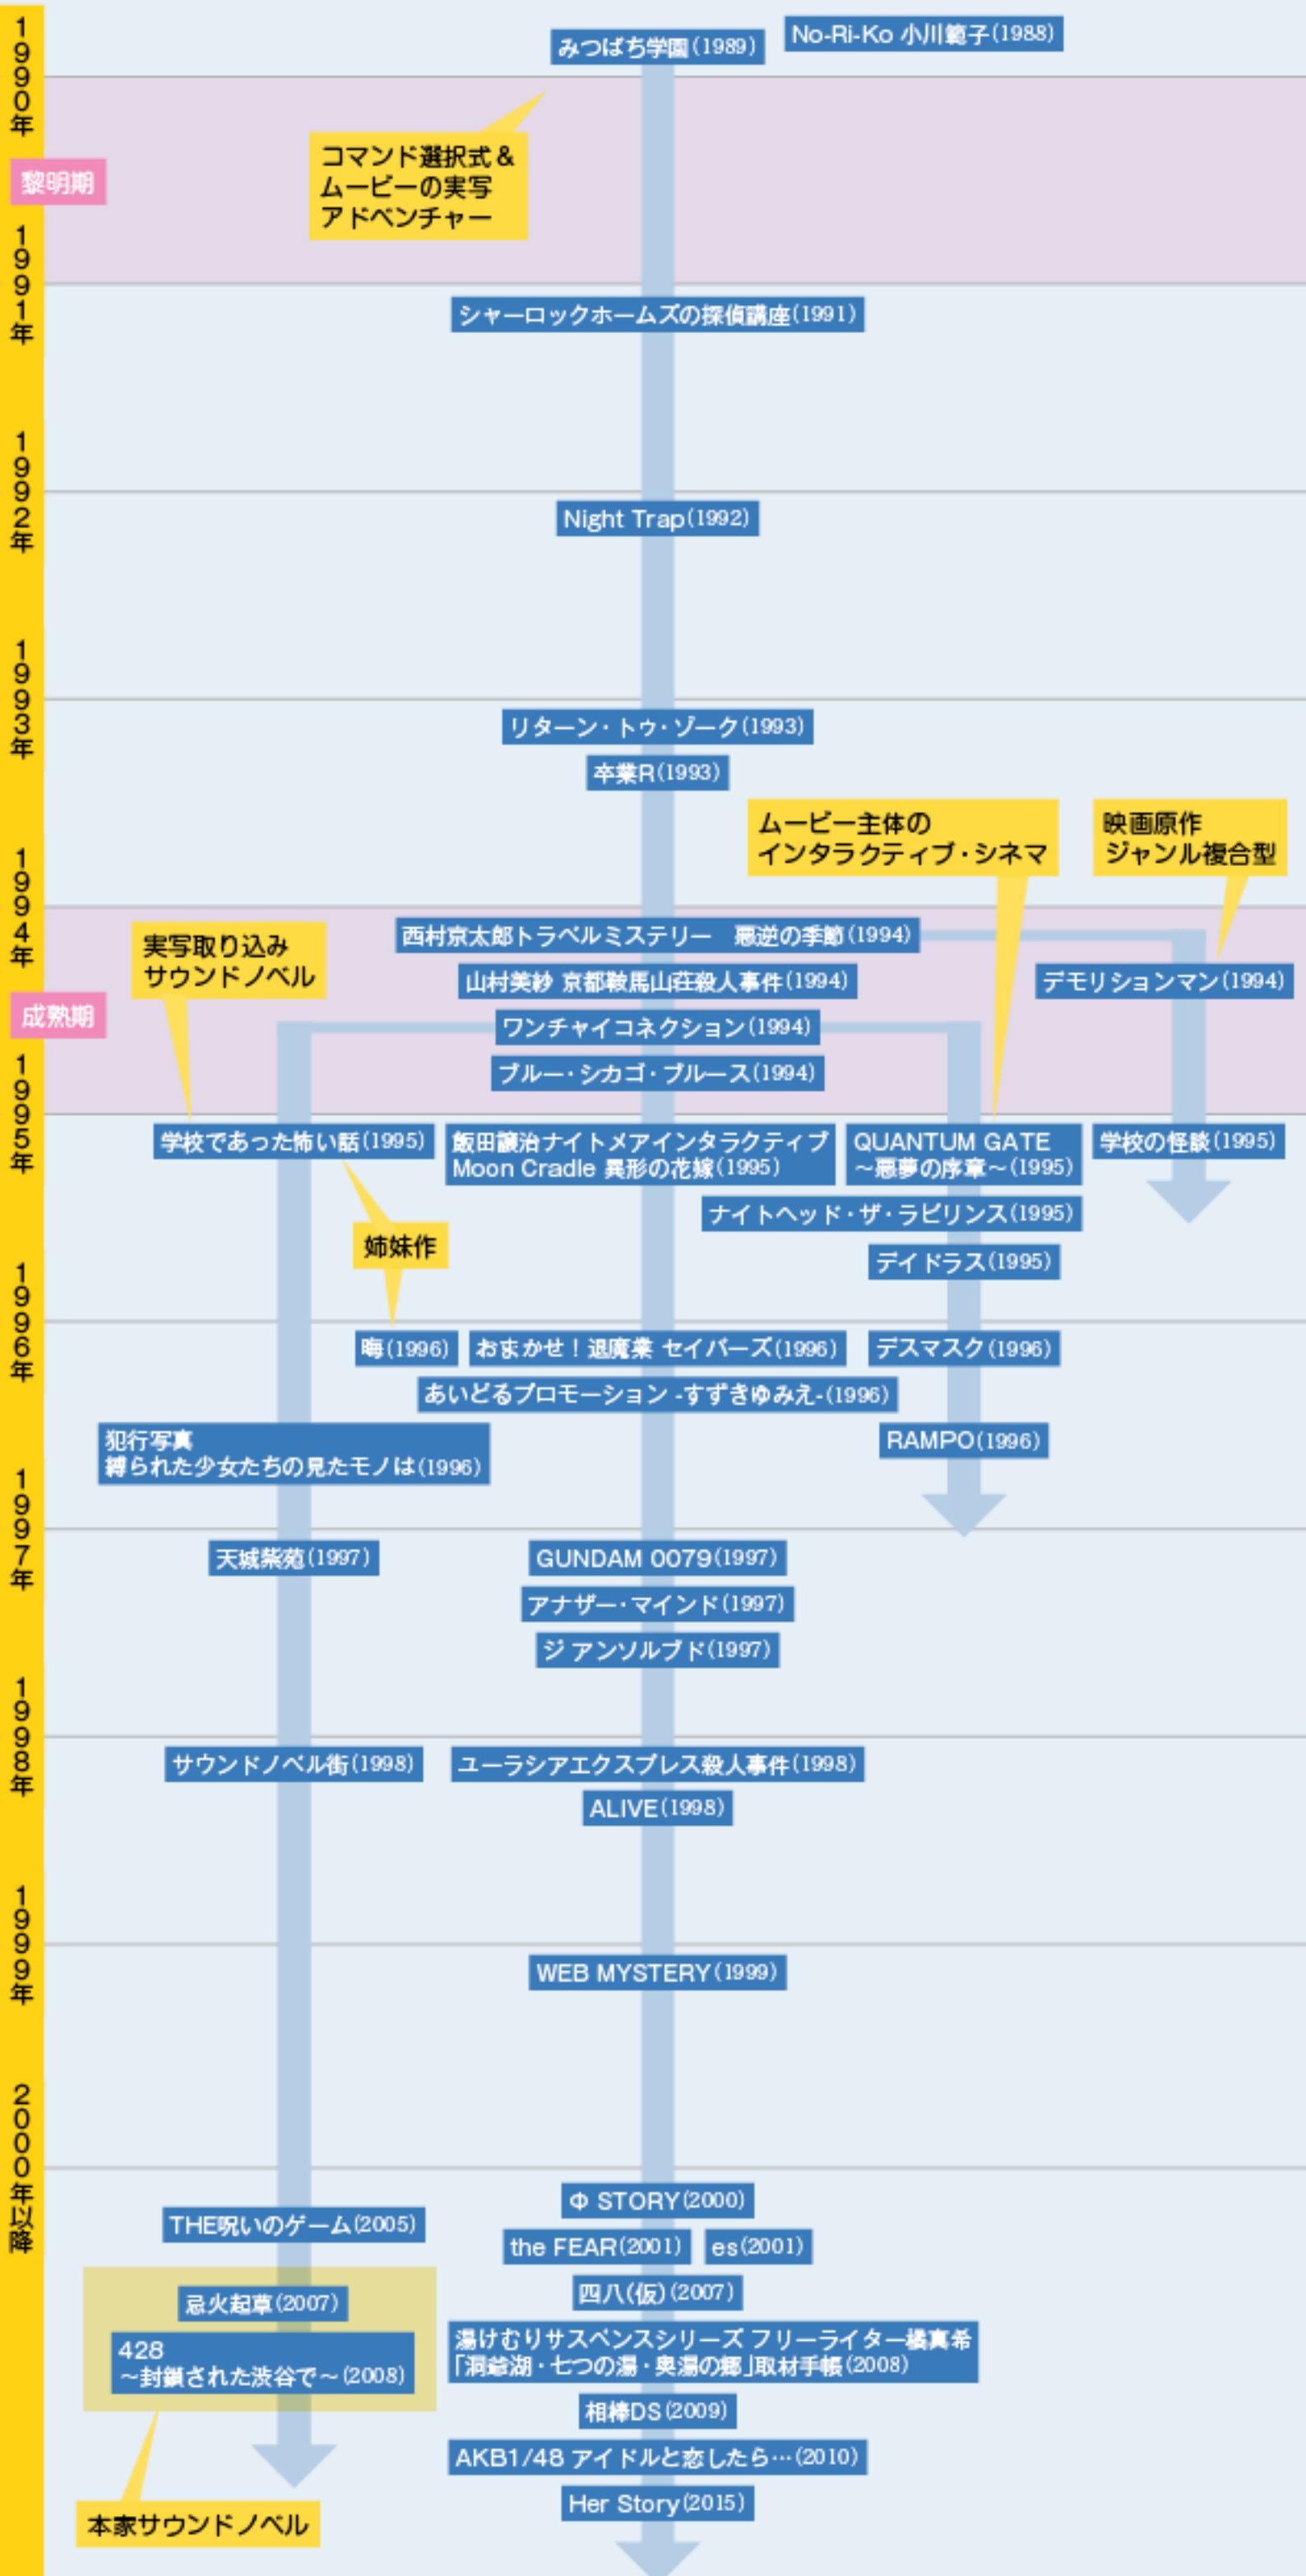 1990年
No-Ri-Ko 小川範子(1988)
みつばち学園(1989)
コマンド選択式&
ムービーの実写
アドベンチャー
黎明期
1991年
シャーロックホームズの探偵講座(1991)
1992年
Night Trap(1992)
1993年
リターン・トゥ・ゾーク(1993)
卒業R(1993)
ムービー主体の
インタラクティブ・シネマ
映画原作
ジャンル複合型
1994年
西村京太郎トラベルミステリー 悪逆の季節(1994)
実写取り込み
サウンドノベル
山村美紗 京都鞍馬山荘殺人事件(1994)
デモリションマン(1994)
成熟期
ワンチャイコネクション(1994)
ブルー・シカゴ・ブルース(1994)
1995年
学校であった怖い話(1995)
飯田譲治ナイトメアインタラクティブ
Moon Cradle 異形の花嫁(1995)
QUANTUM GATE
～悪夢の序章～(1995)
学校の怪談(1995)
ナイトヘッド・ザ・ラビリンス(1995)
姉妹作
デイドラス(1995)
1996年
晦(1996)
おまかせ！退魔業 セイバーズ(1996)
デスマスク(1996)
あいどるプロモーション -すずきゆみえ-(1996)
犯行写真
縛られた少女たちの見たモノは(1996)
RAMPO(1996)
1997年
天城紫苑(1997)
GUNDAM 0079(1997)
アナザー・マインド(1997)
ジ アンソルブド(1997)
1998年
サウンドノベル街(1998)
ユーラシアエクスプレス殺人事件(1998)
ALIVE(1998)
1999年
WEB MYSTERY(1999)
2000年以降
Φ STORY(2000)
THE呪いのゲーム(2005)
the FEAR(2001)
es(2001)
忌火起草(2007)
四八(仮)(2007)
428
～封鎖された渋谷で～(2008)
湯けむりサスペンスシリーズ フリーライター橘真希
「洞爺湖・七つの湯・奥湯の郷」取材手帳(2008)
相棒DS(2009)
AKB1/48 アイドルと恋したら…(2010)
Her Story(2015)
本家サウンドノベル